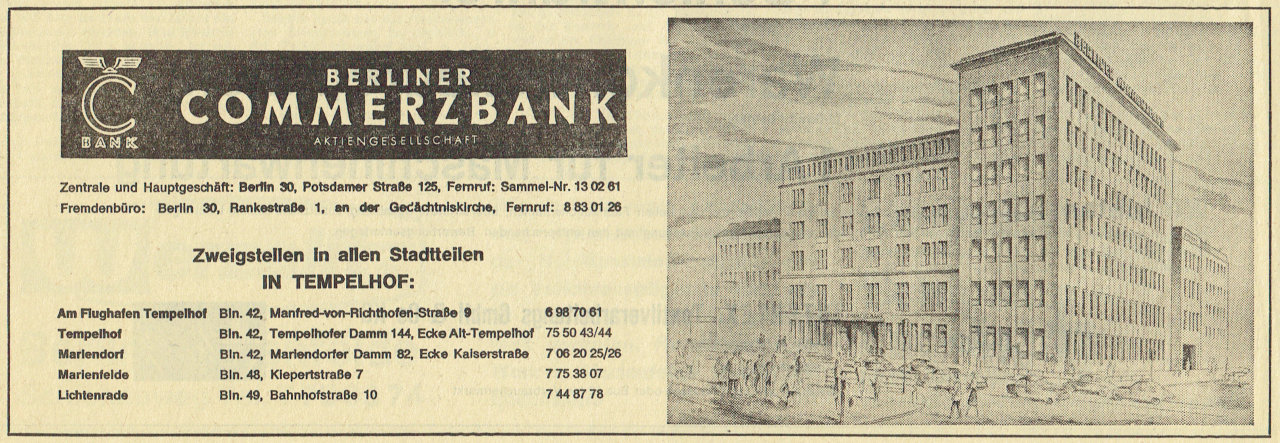 BANK
BERLINER
COMMERZBANK
AKTIENGESELLSCHAFT
Zentrale und Hauptgeschäft: Berlin 30, Potsdamer Straße 125, Fernruf: Sammel-Nr. 13 02 61
Fremdenbüro: Berlin 30, Rankestraße 1, an der Gedächtniskirche, Fernruf: 8 83 01 26
Zweigstellen in allen Stadtteilen
IN TEMPELHOF:
Am Flughafen Tempelhof Bln. 42, Manfred-von-Richthofen-Straße 9 6 98 70 61
Tempelhof Bln. 42, Tempelhofer Damm 144, Ecke Alt-Tempelhof 75 50 43/44
Mariendorf Bln. 42, Mariendorfer Damm 82, Ecke Kaiserstraße 7 06 20 25/26
Marienfelde Bln. 48, Kiepertstraße 7 7 75 38 07
Lichtenrade Bln. 49, Bahnhofstraße 10 7 44 87 78
BERLINER COMMERZBANK